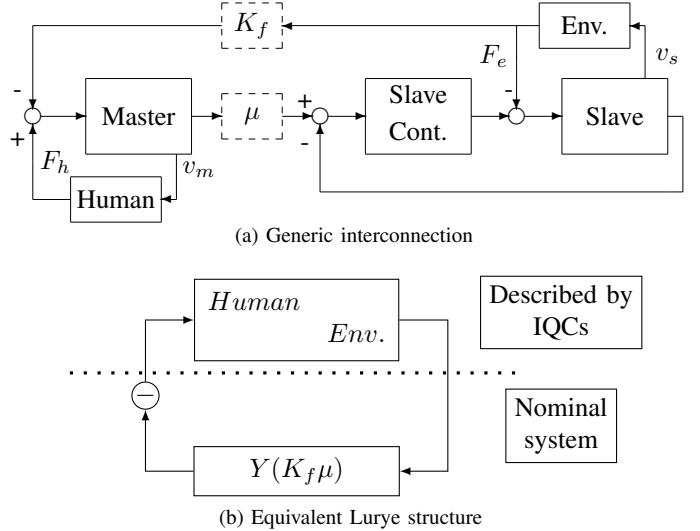 K_f
Env.
F_e
v_s
-
-
+
Master
μ
+
-
Slave
Cont.
Slave
F_h
v_m
Human
(a) Generic interconnection
Human
Env.
Described by
IQCs
−
Nominal
system
Y(K_f μ)
(b) Equivalent Lurye structure